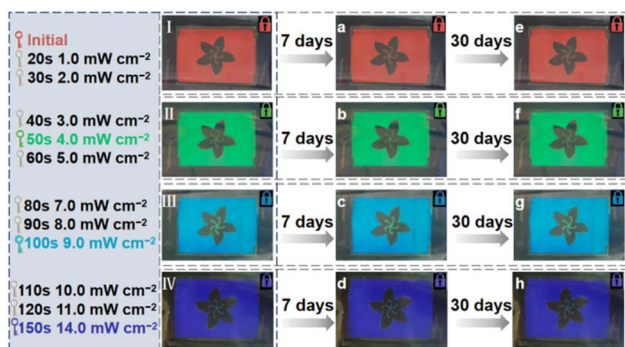 Initial
20s 1.0 mW cm⁻²
30s 2.0 mW cm⁻²
I
7 days
a
30 days
e
40s 3.0 mW cm⁻²
50s 4.0 mW cm⁻²
60s 5.0 mW cm⁻²
II
7 days
b
30 days
f
80s 7.0 mW cm⁻²
90s 8.0 mW cm⁻²
100s 9.0 mW cm⁻²
III
7 days
c
30 days
g
110s 10.0 mW cm⁻²
120s 11.0 mW cm⁻²
150s 14.0 mW cm⁻²
IV
7 days
d
30 days
h